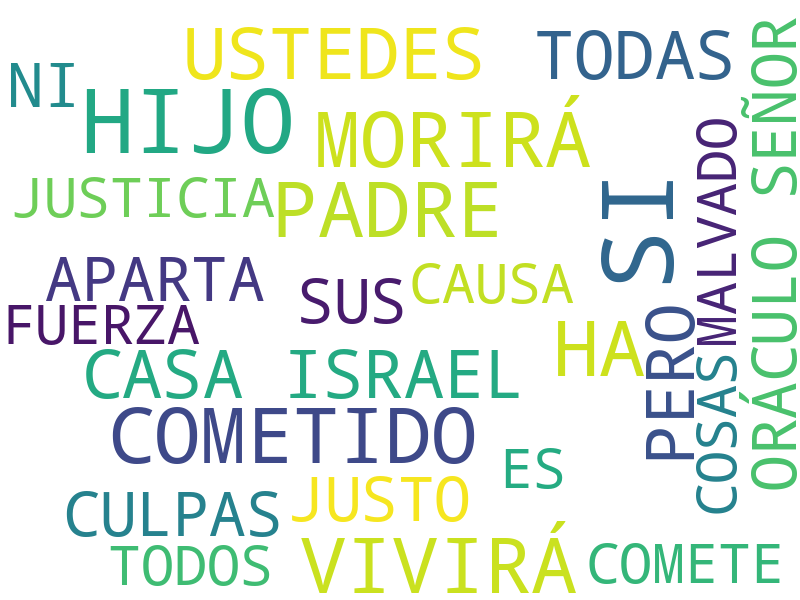 USTEDES
TODAS
NI
HIJO
MORIRÁ
JUSTICIA
PADRE
SI
MALVADO
ORÁCULO SEÑOR
APARTA
SUS
CAUSA
FUERZA
HA
PERO
CASA ISRAEL
COSAS
COMETIDO
ES
CULPAS
JUSTO
TODOS
VIVIRÁ
COMETE